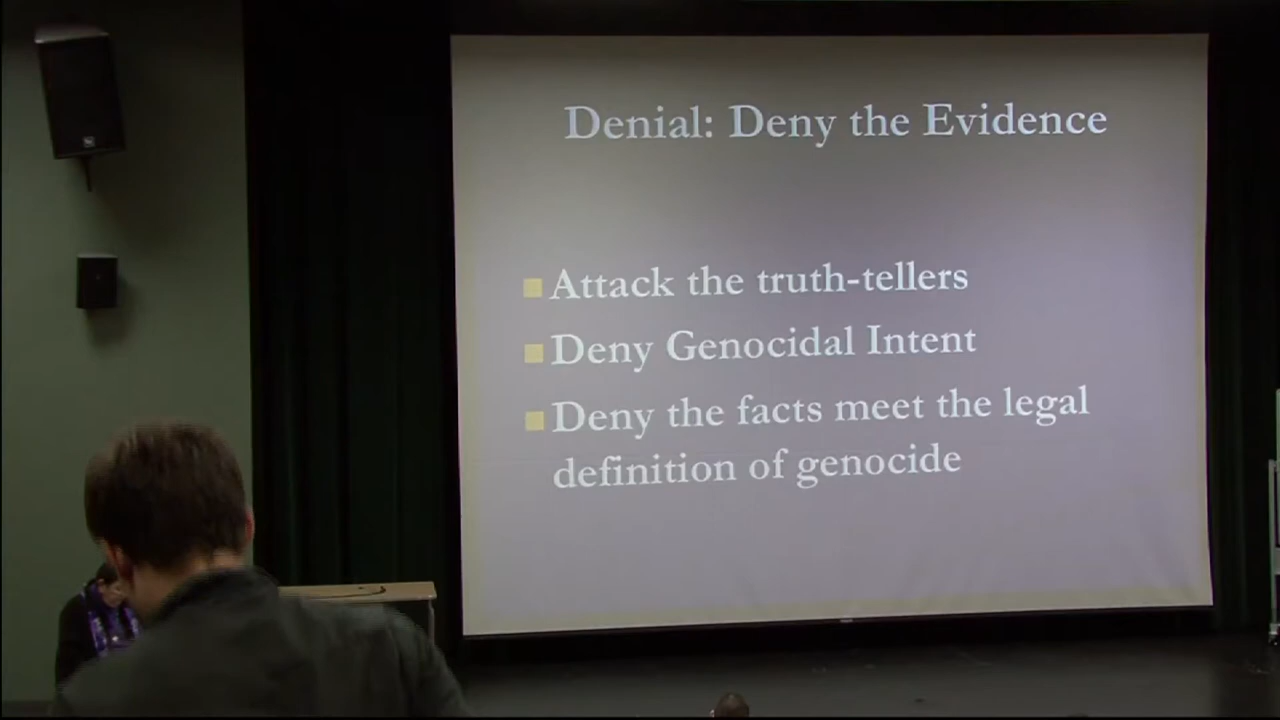 Denial: Deny the Evidence
Attack the truth-tellers
Deny Genocidal Intent
Deny the facts meet the legal
definition of genocide